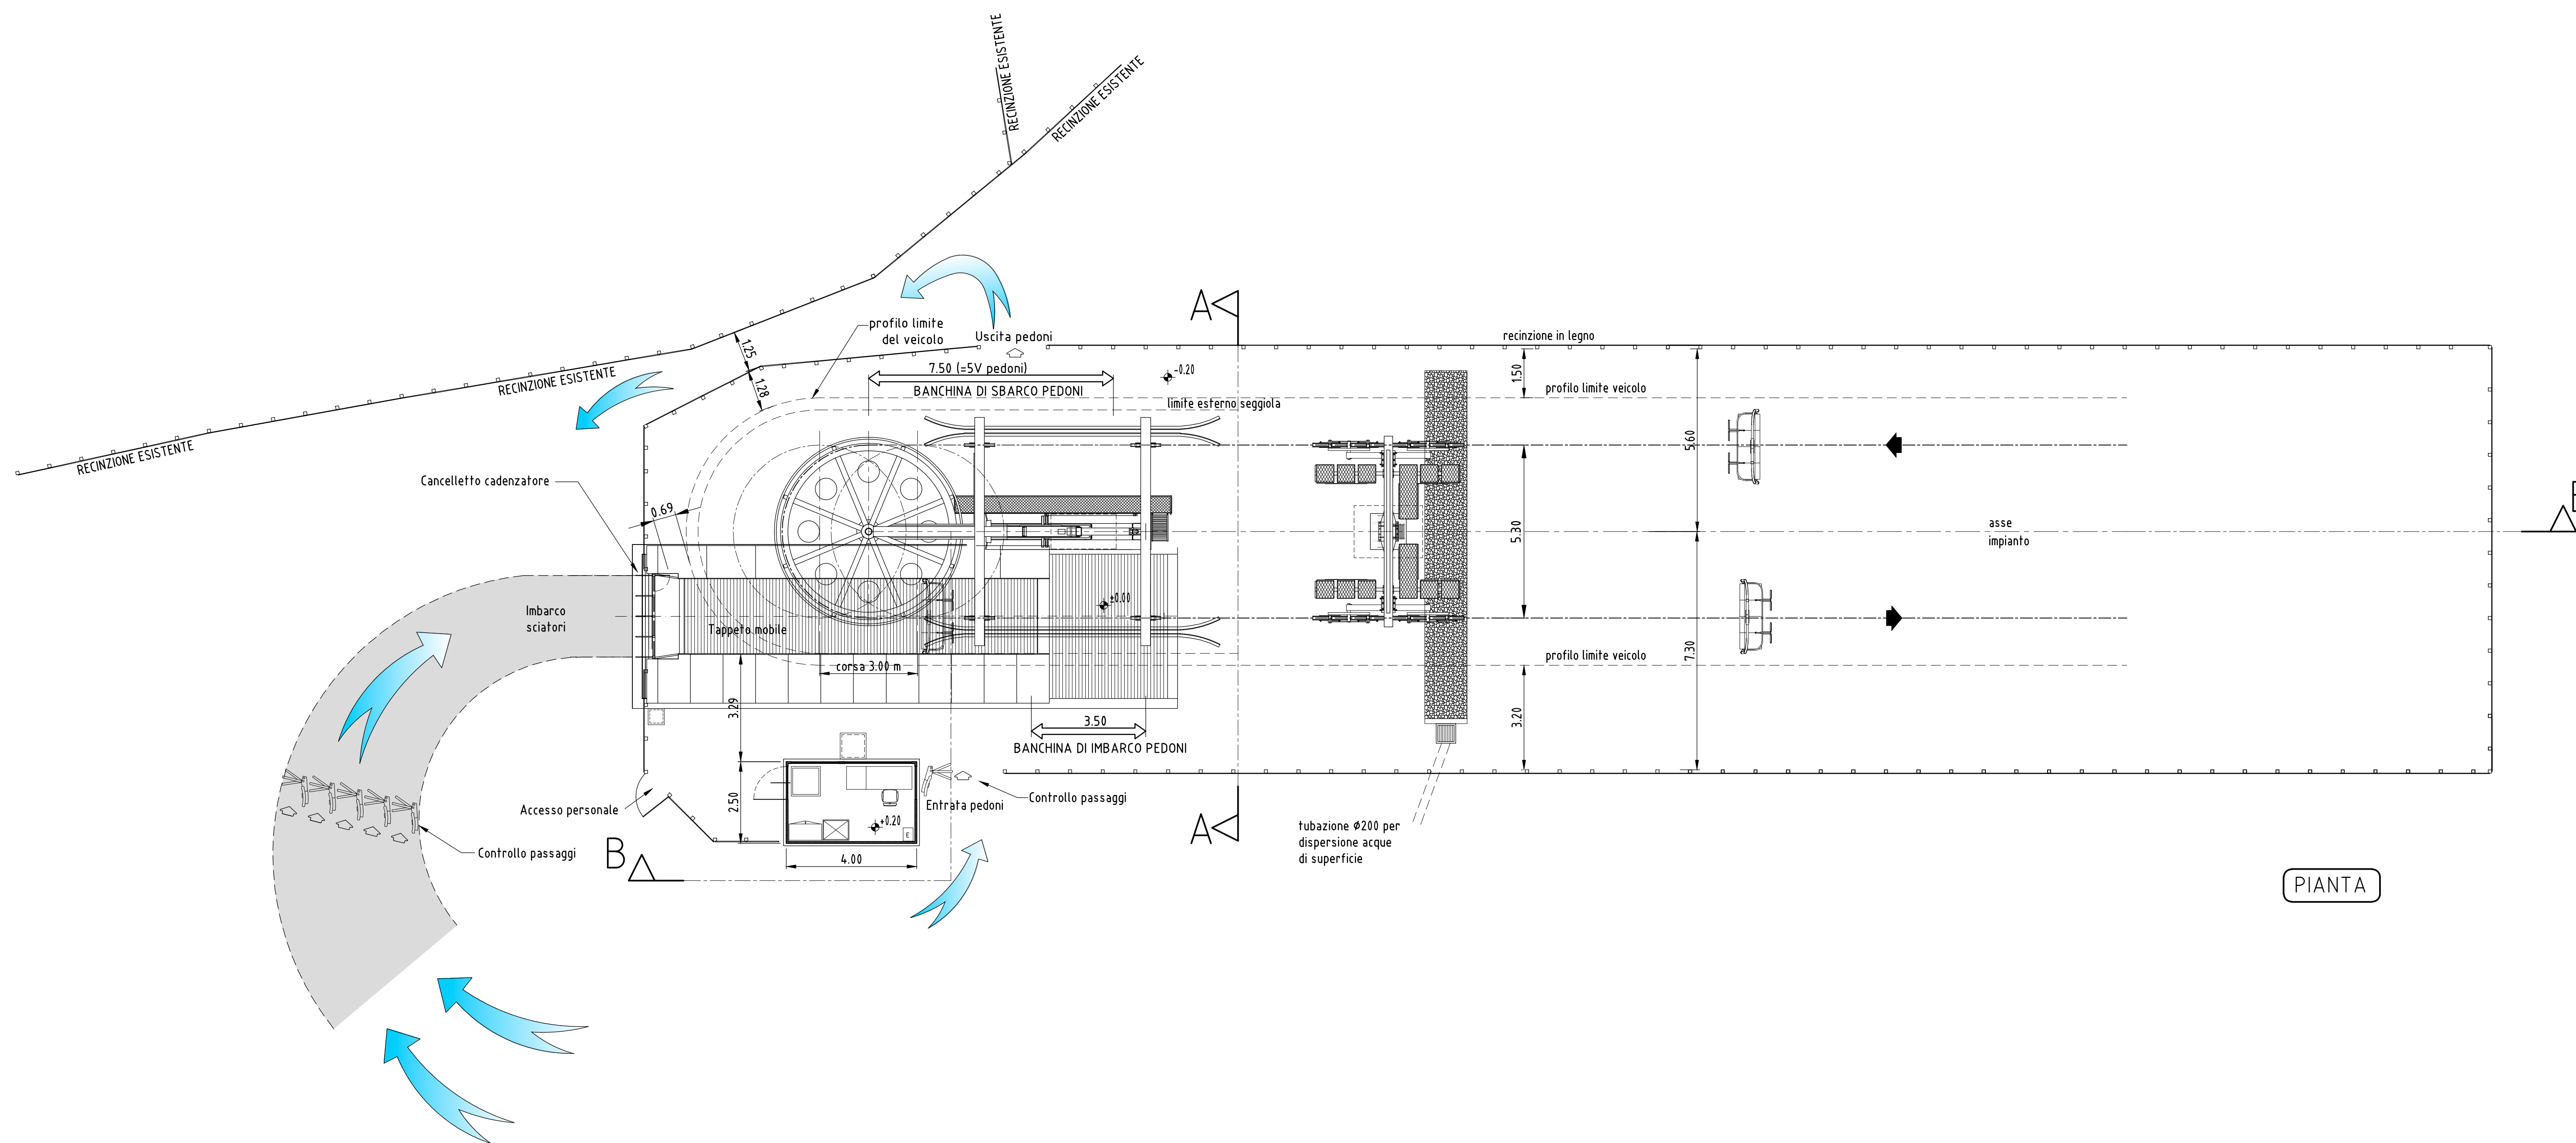 RECINZIONE ESISTENTE
RECINZIONE ESISTENTE
RECINZIONE ESISTENTE
RECINZIONE ESISTENTE
A
profilo limite
del veicolo
Uscita pedoni
recinzione in legno
1.25
1.28
7.50 (=5V pedoni)
BANCHINA DI SBARCO PEDONI
-0.20
limite esterno seggiola
1.50
profilo limite veicolo
5.60
Cancelletto cadenzatore
0.69
5.30
asse
impianto
±0.00
Imbarco
sciatori
Tappeto mobile
corsa 3.00 m
profilo limite veicolo
7.30
3.29
3.50
BANCHINA DI IMBARCO PEDONI
3.20
2.50
Accesso personale
Entrata pedoni
Controllo passaggi
+0.20
E
A
tubazione Ø200 per
dispersione acque
di superficie
Controllo passaggi
B
4.00
PIANTA